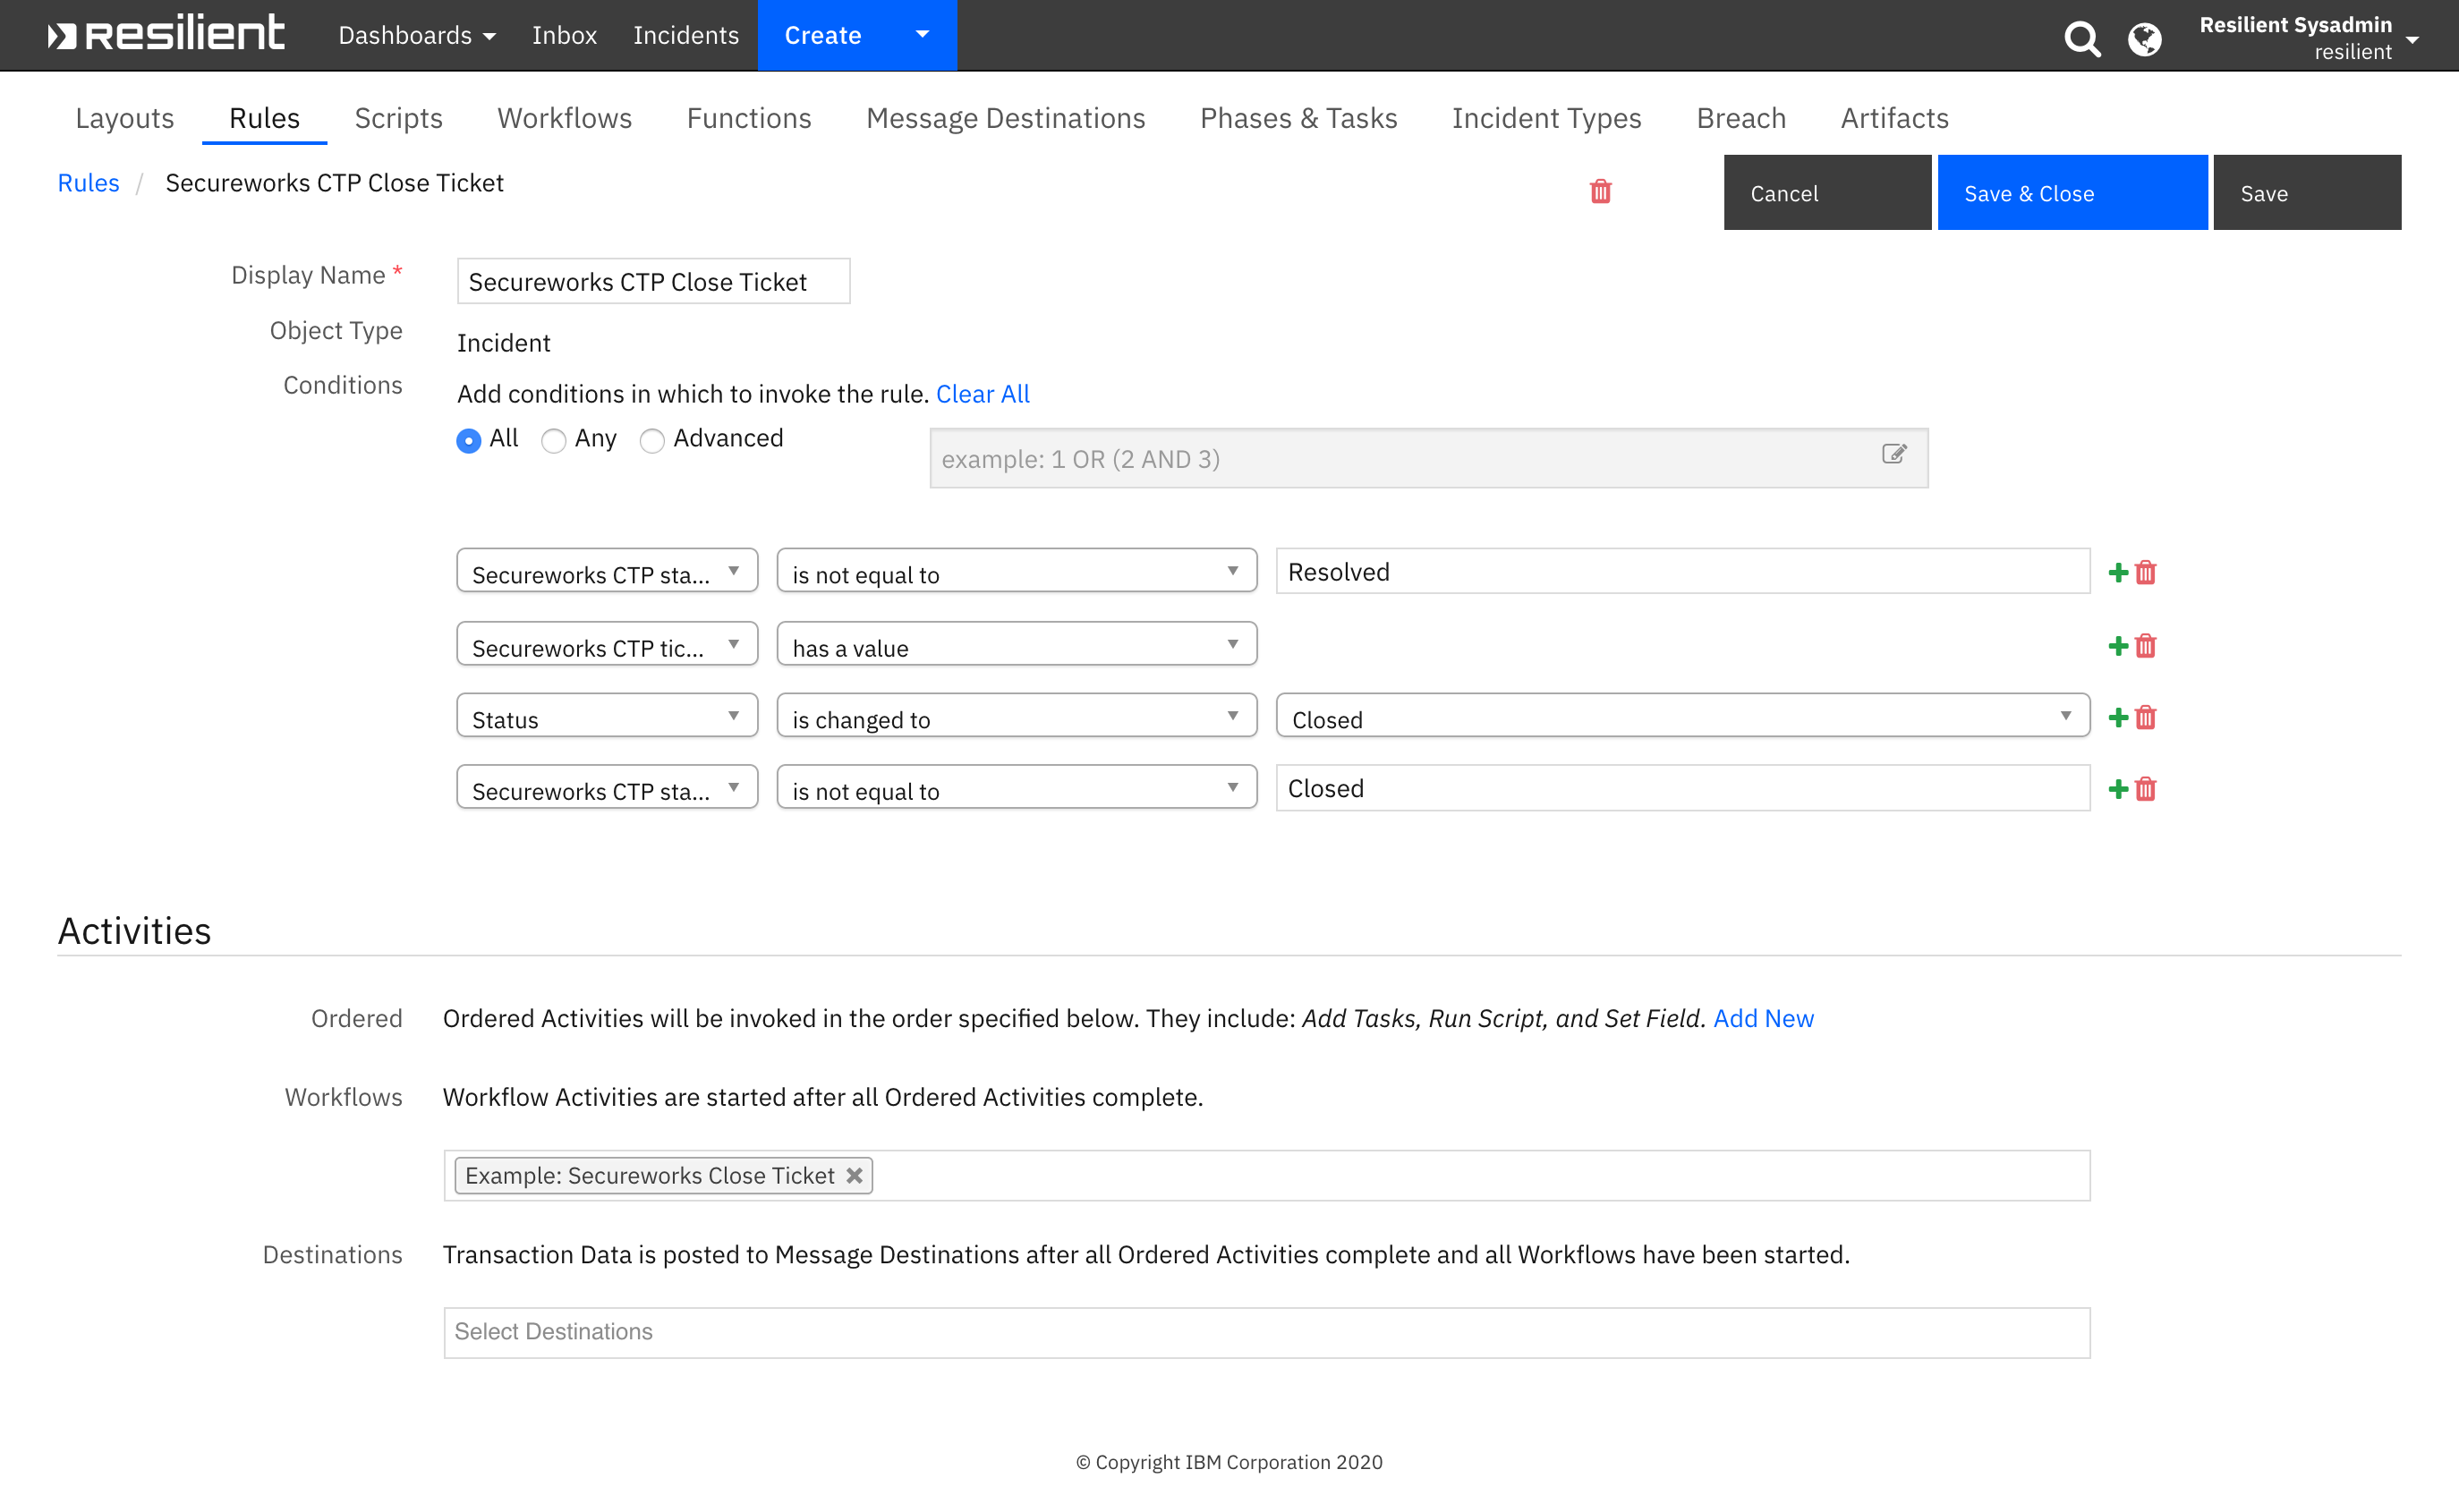 resilient Dashboards Inbox Incidents Create Resilient Sysadmin
resilient
Layouts Rules Scripts Workflows Functions Message Destinations Phases & Tasks Incident Types Breach Artifacts
Rules / Secureworks CTP Close Ticket Cancel Save & Close Save
Display Name * Secureworks CTP Close Ticket
Object Type Incident
Conditions Add conditions in which to invoke the rule. Clear All
All Any Advanced example: 1 OR (2 AND 3)
Secureworks CTP sta... is not equal to Resolved
Secureworks CTP tic... has a value
Status is changed to Closed
Secureworks CTP sta... is not equal to Closed
Activities
Ordered Ordered Activities will be invoked in the order specified below. They include: Add Tasks, Run Script, and Set Field. Add New
Workflows Workflow Activities are started after all Ordered Activities complete.
Example: Secureworks Close Ticket
Destinations Transaction Data is posted to Message Destinations after all Ordered Activities complete and all Workflows have been started.
Select Destinations
© Copyright IBM Corporation 2020